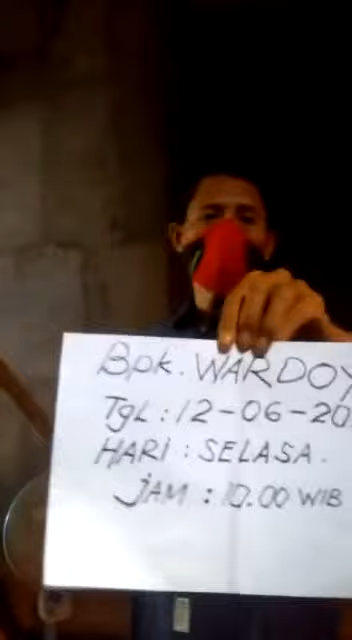 Bpk. WARDOY
TgL : 12-06-20
HARI : SELASA.
jAM : 10.00 WIB